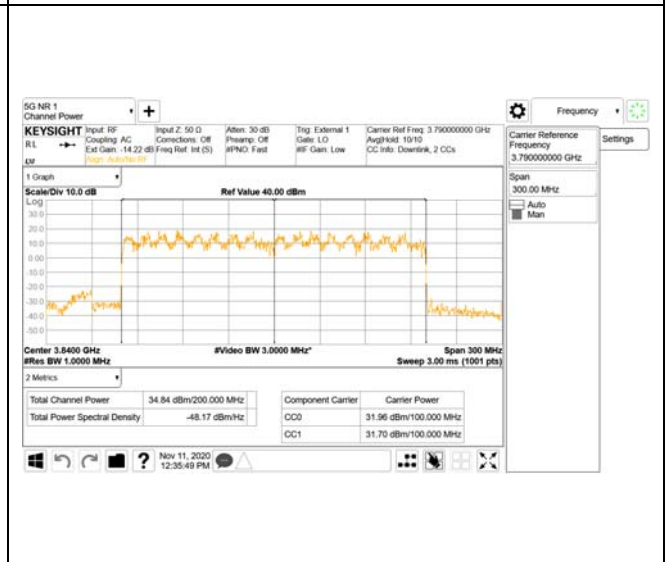 5G NR 1
Channel Power
Frequency
KEYSIGHT
RL
Input: RF
Coupling: AC
Ext Gain: -14.22 dB
Align: Auto/No RF
Input Z: 50 Ω
Corrections: Off
Freq Ref: Int (S)
Atten: 30 dB
Preamp: Off
#PNO: Fast
Trig: External 1
Gate: LO
#IF Gain: Low
Carrier Ref Freq: 3.790000000 GHz
Avg|Hold: 10/10
CC Info: Downlink, 2 CCs
Carrier Reference
Frequency
3.790000000 GHz
Settings
Span
300.00 MHz
Auto
Man
1 Graph
Scale/Div 10.0 dB
Ref Value 40.00 dBm
Log
30.0
20.0
10.0
0.00
-10.0
-20.0
-30.0
-40.0
-50.0
Center 3.8400 GHz
#Video BW 3.0000 MHz*
Span 300 MHz
#Res BW 1.0000 MHz
Sweep 3.00 ms (1001 pts)
2 Metrics
Total Channel Power 34.84 dBm/200.000 MHz
Total Power Spectral Density -48.17 dBm/Hz
Component Carrier Carrier Power
CC0 31.96 dBm/100.000 MHz
CC1 31.70 dBm/100.000 MHz
?
Nov 11, 2020
12:35:49 PM